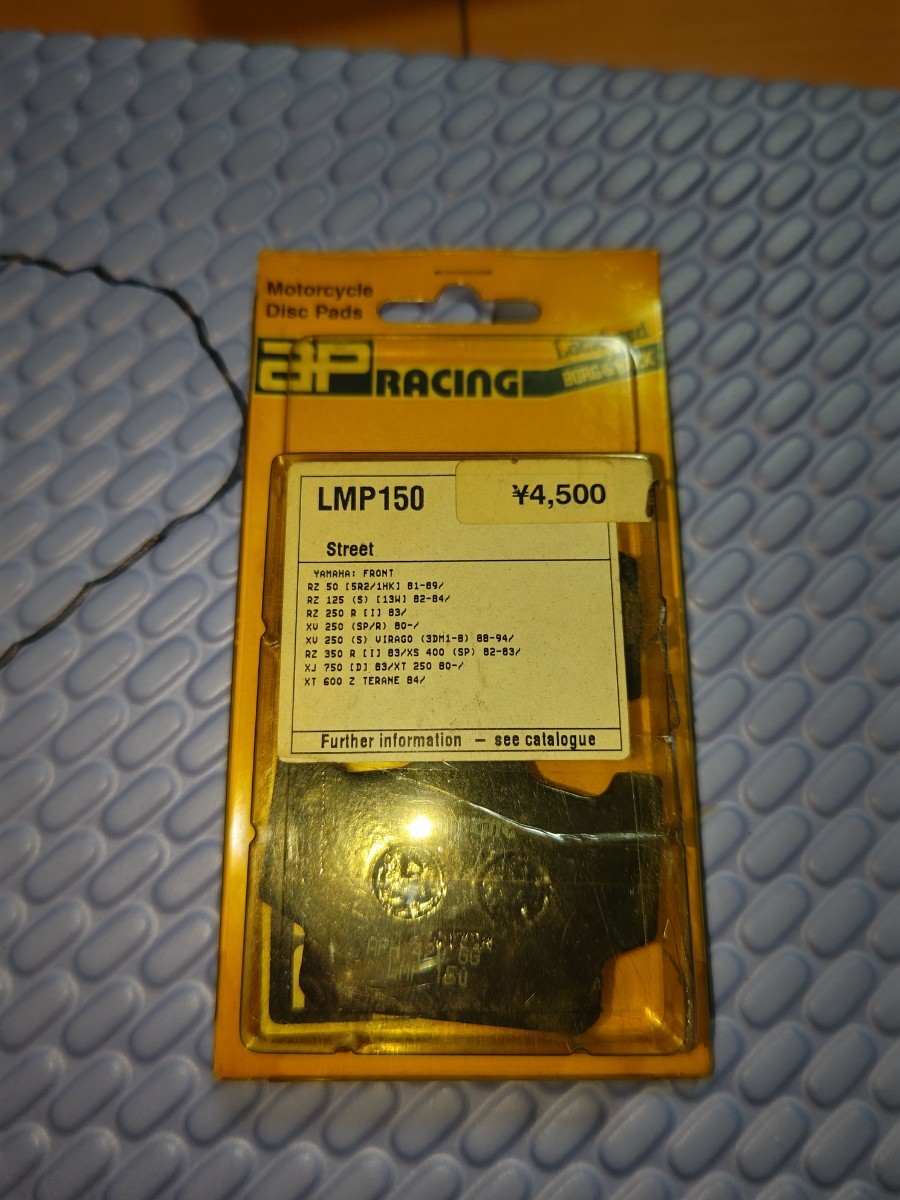 Motorcycle
Disc Pads
AP RACING
LMP150
¥4,500
Street
YAMAHA: FRONT
RZ 50 [5R2/1HK] 81-89/
RZ 125 (S) [13W] 82-84/
RZ 250 R [I] 83/
XV 250 (SP/R) 80-/
XV 250 (S) VIRAGO (3DM1-8) 88-94/
RZ 350 R [I] 83/XS 400 (SP) 82-83/
XJ 750 [D] 83/XT 250 80-/
XT 600 Z TERANE 84/
Further information – see catalogue
GG
LMP 150